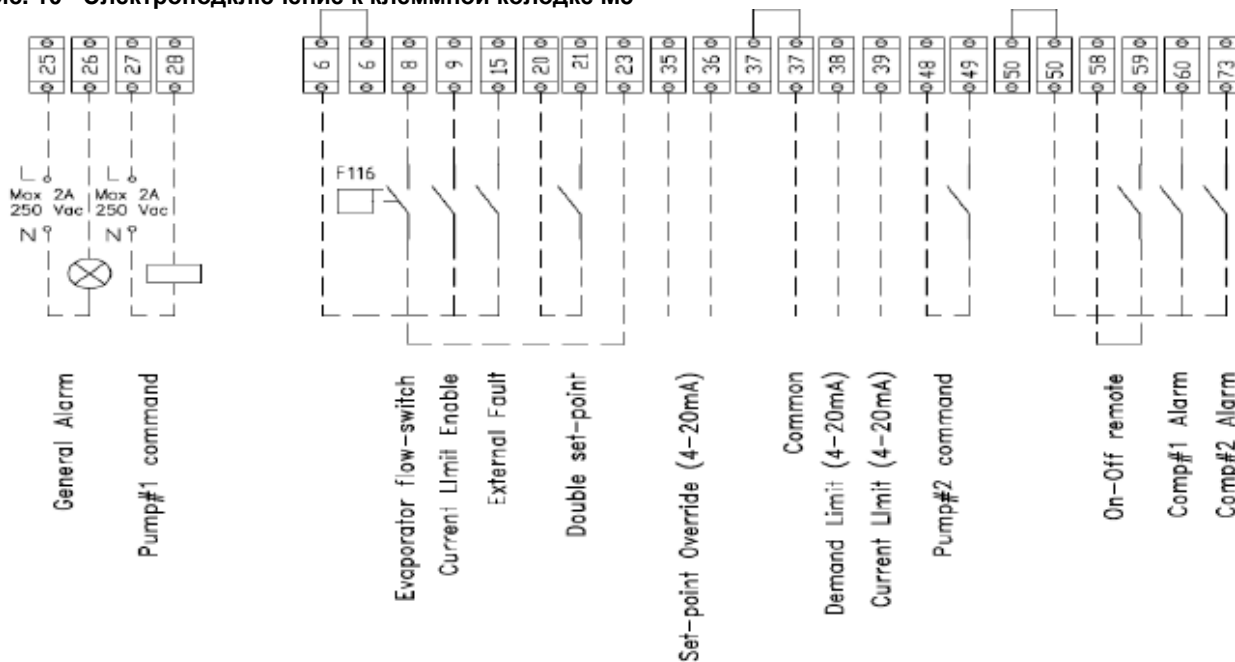 Рис. 10 - Электроподключение к клеммной колодке М3
25 26 27 28 6 6 8 9 15 20 21 23 35 36 37 37 38 39 48 49 50 50 58 59 60 73
F116
L L
Max 2A Max 2A
250 Vac 250 Vac
N N
General Alarm
Pump#1 command
Evaporator flow-switch
Current LImit Enable
External Fault
Double set-point
Set-point Override (4-20mA)
Common
Demand Limit (4-20mA)
Current LImit (4-20mA)
Pump#2 command
On-Off remote
Comp#1 Alarm
Comp#2 Alarm